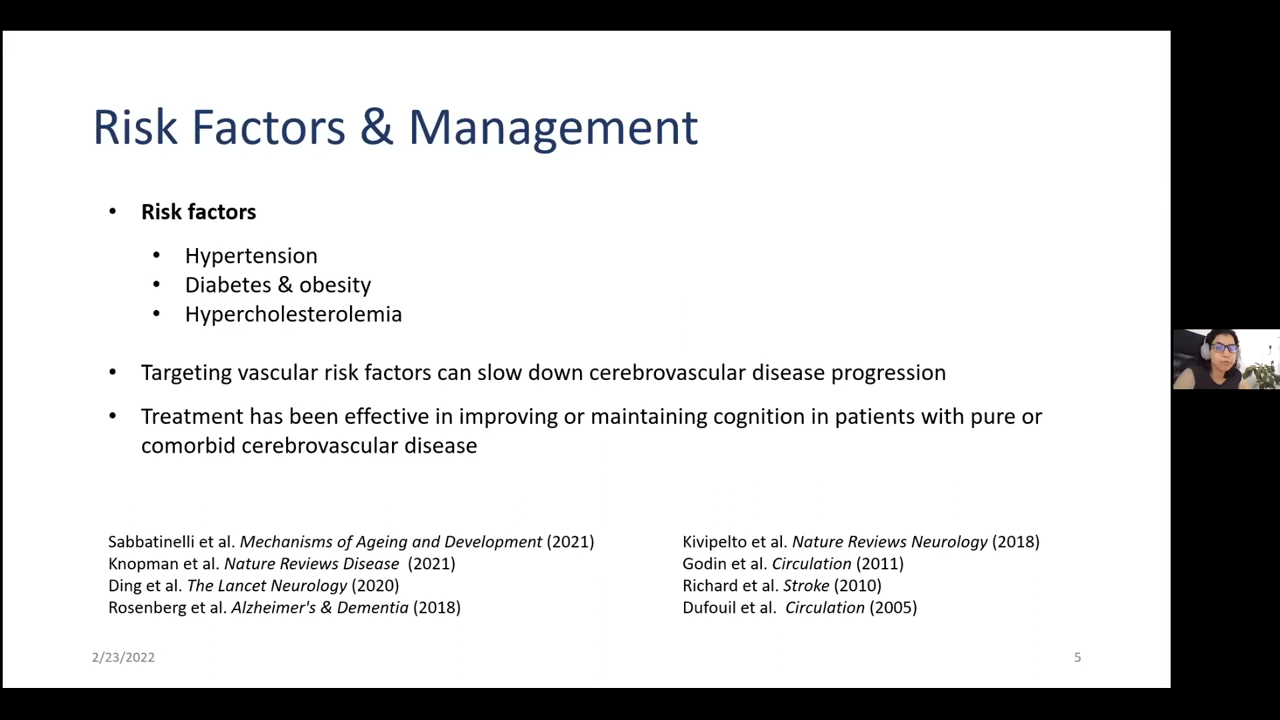 Risk Factors & Management
• Risk factors
• Hypertension
• Diabetes & obesity
• Hypercholesterolemia
• Targeting vascular risk factors can slow down cerebrovascular disease progression
• Treatment has been effective in improving or maintaining cognition in patients with pure or
comorbid cerebrovascular disease
Sabbatinelli et al. Mechanisms of Ageing and Development (2021)
Knopman et al. Nature Reviews Disease (2021)
Ding et al. The Lancet Neurology (2020)
Rosenberg et al. Alzheimer's & Dementia (2018)
Kivipelto et al. Nature Reviews Neurology (2018)
Godin et al. Circulation (2011)
Richard et al. Stroke (2010)
Dufouil et al. Circulation (2005)
2/23/2022
5